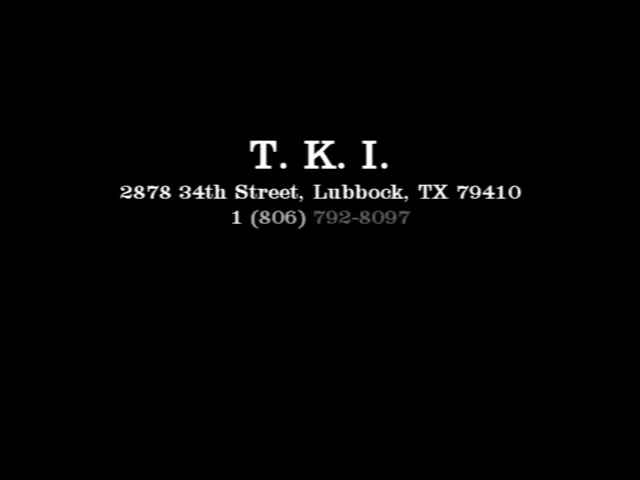 T. K. I.
2878 34th Street, Lubbock, TX 79410
1 (806) 792-8097